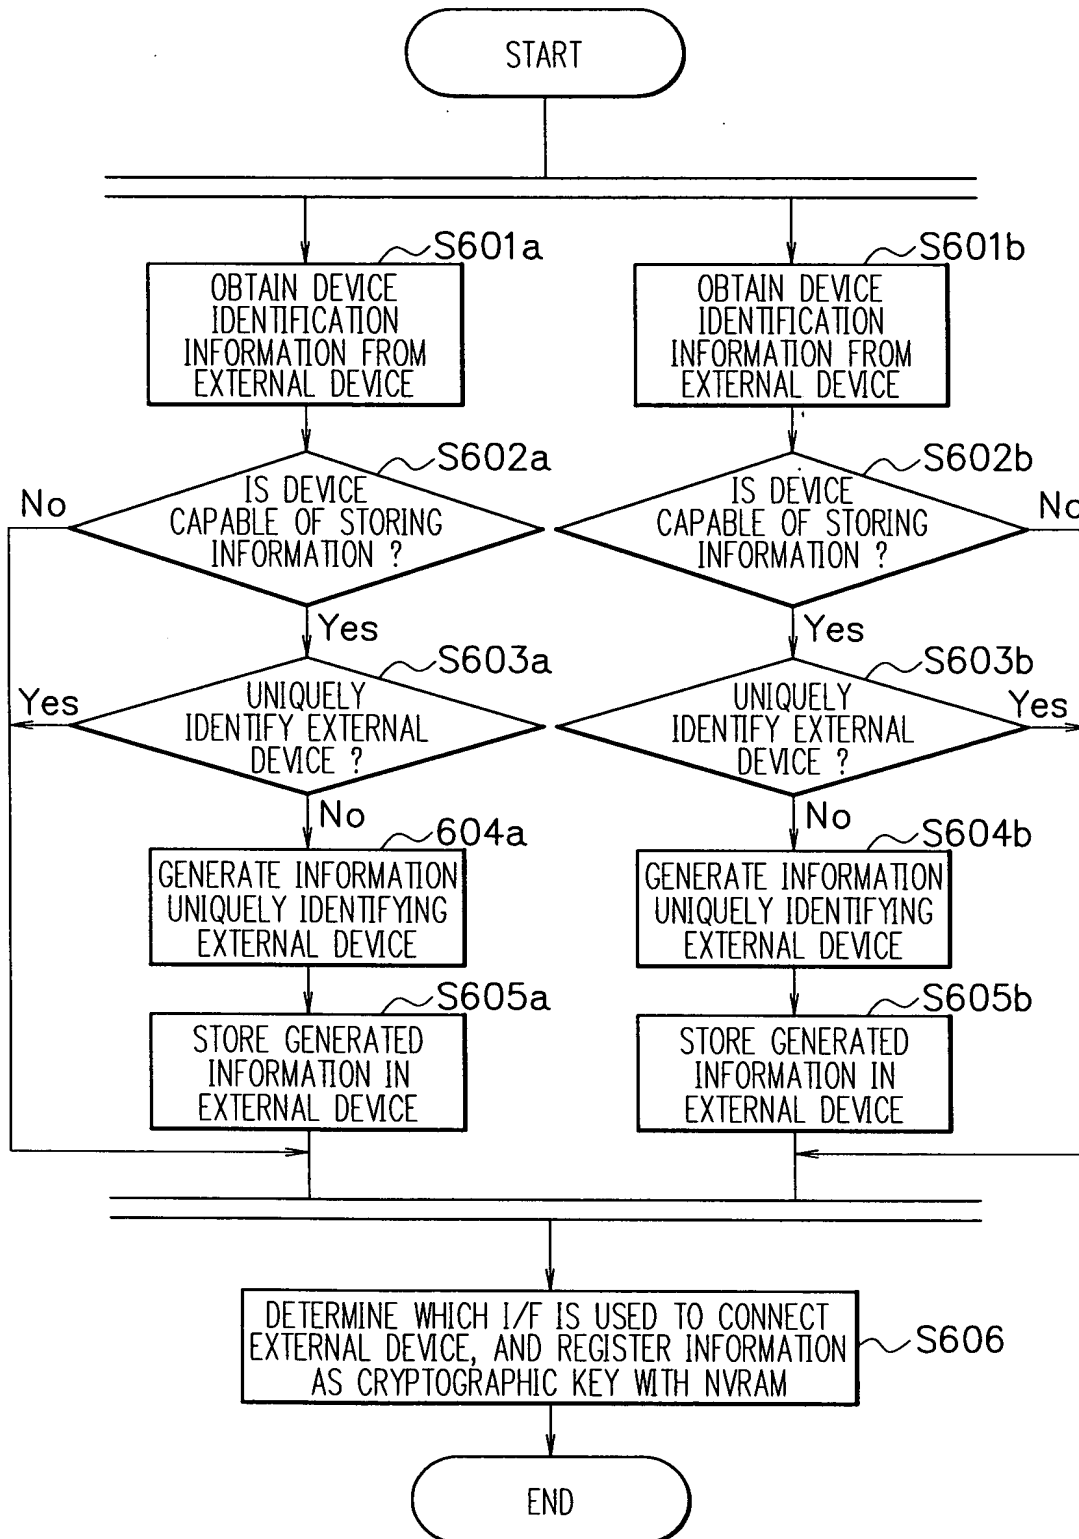 START
S601a
OBTAIN DEVICE
IDENTIFICATION
INFORMATION FROM
EXTERNAL DEVICE
S601b
OBTAIN DEVICE
IDENTIFICATION
INFORMATION FROM
EXTERNAL DEVICE
S602a
No
IS DEVICE
CAPABLE OF STORING
INFORMATION ?
Yes
S602b
No
IS DEVICE
CAPABLE OF STORING
INFORMATION ?
Yes
S603a
Yes
UNIQUELY
IDENTIFY EXTERNAL
DEVICE ?
No
S603b
Yes
UNIQUELY
IDENTIFY EXTERNAL
DEVICE ?
No
604a
GENERATE INFORMATION
UNIQUELY IDENTIFYING
EXTERNAL DEVICE
S604b
GENERATE INFORMATION
UNIQUELY IDENTIFYING
EXTERNAL DEVICE
S605a
STORE GENERATED
INFORMATION IN
EXTERNAL DEVICE
S605b
STORE GENERATED
INFORMATION IN
EXTERNAL DEVICE
DETERMINE WHICH I/F IS USED TO CONNECT
EXTERNAL DEVICE, AND REGISTER INFORMATION
AS CRYPTOGRAPHIC KEY WITH NVRAM
S606
END